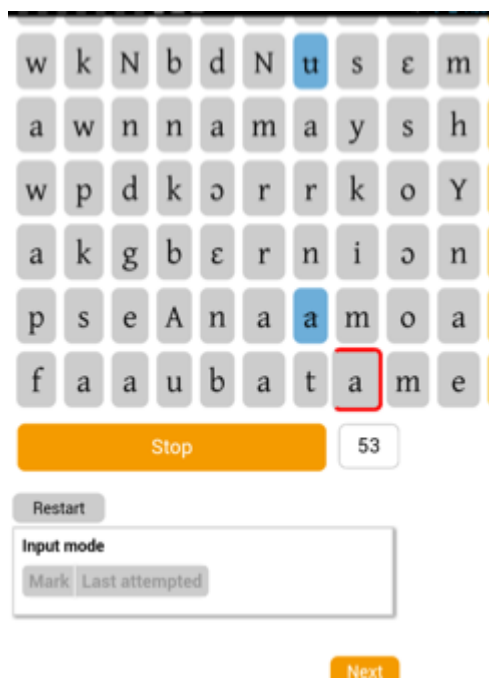 w k N b d N u s ɛ m
a w n n a m a y s h
w p d k ɔ r r k o Y
a k g b ɛ r n i ɔ n
p s e A n a a m o a
f a a u b a t a m e
Stop 53
Restart
Input mode
Mark Last attempted
Next